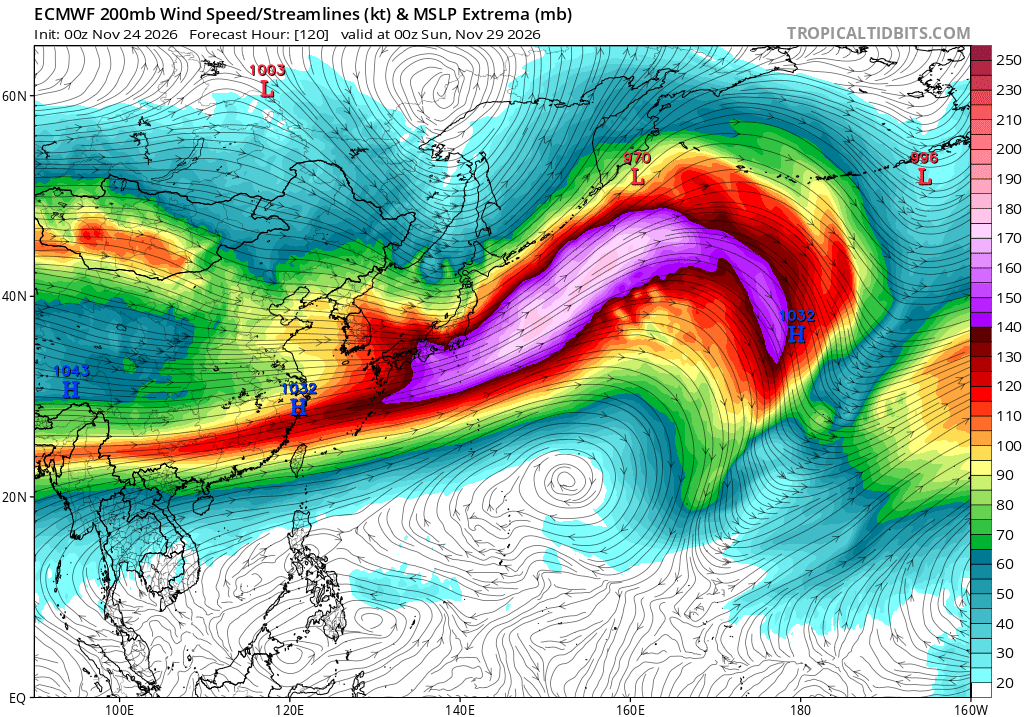 ECMWF 200mb Wind Speed/Streamlines (kt) & MSLP Extrema (mb)
Init: 00z Nov 24 2026 Forecast Hour: [120] valid at 00z Sun, Nov 29 2026
TROPICALTIDBITS.COM
1003
L
970
L
996
L
1032
H
1043
H
1032
H
60N
40N
20N
EQ
100E
120E
140E
160E
180
160W
250
230
210
200
190
180
170
160
150
140
130
120
110
100
90
80
70
60
50
40
30
20